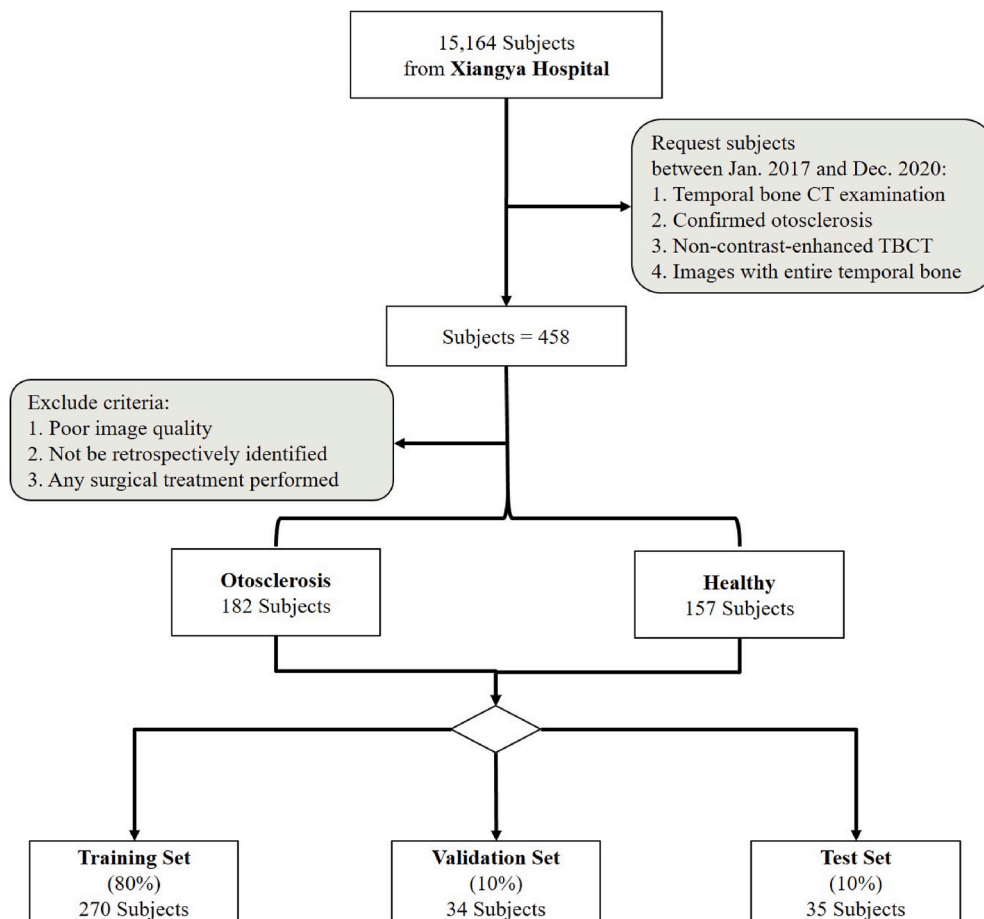 15,164 Subjects
from Xiangya Hospital
Request subjects
between Jan. 2017 and Dec. 2020:
1. Temporal bone CT examination
2. Confirmed otosclerosis
3. Non-contrast-enhanced TBCT
4. Images with entire temporal bone
Subjects = 458
Exclude criteria:
1. Poor image quality
2. Not be retrospectively identified
3. Any surgical treatment performed
Otosclerosis
182 Subjects
Healthy
157 Subjects
Training Set
(80%)
270 Subjects
Validation Set
(10%)
34 Subjects
Test Set
(10%)
35 Subjects